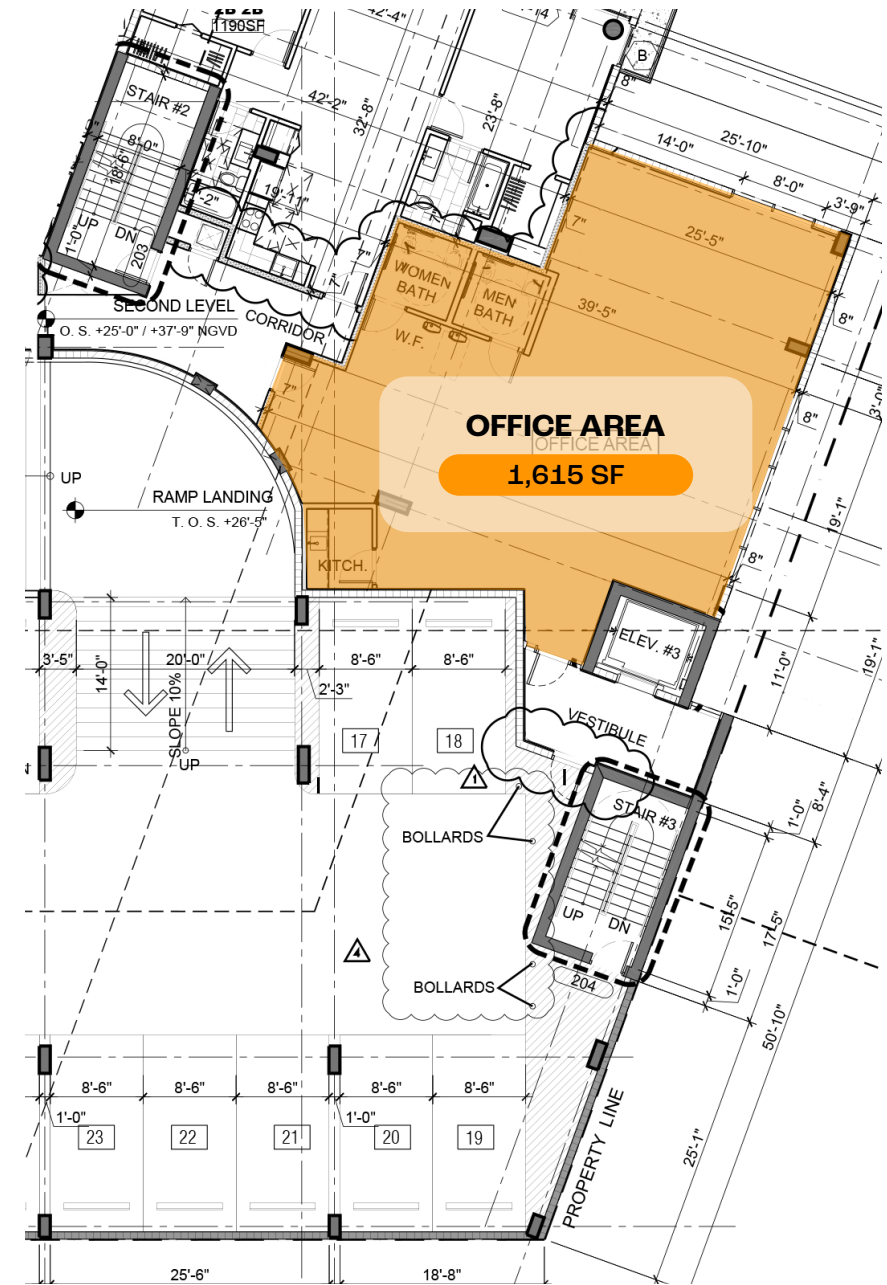 2B 2B
1190SF
42'-4"
B
8"
STAIR #2
42'-2"
32'-8"
23'-8"
14'-0"
25'-10"
8'-0"
8'-0"
18'-6"
19'-11"
3'-9"
7"
25'-5"
UP
DN
1'-0"
203
7"
7"
WOMEN
BATH
MEN
BATH
39'-5"
8"
SECOND LEVEL
O. S. +25'-0" / +37'-9" NGVD
CORRIDOR
W.F.
7"
3'-0"
8"
OFFICE AREA
OFFICE AREA
1,615 SF
UP
RAMP LANDING
T. O. S. +26'-5"
19'-1"
8"
KITCH.
ELEV. #3
3'-5"
14'-0"
20'-0"
8'-6"
8'-6"
11'-0"
19'-1"
2'-3"
SLOPE 10%
UP
17
18
VESTIBULE
1
STAIR #3
1'-0"
8'-4"
BOLLARDS
UP
DN
15'-5"
17'-5"
4
BOLLARDS
204
1'-0"
50'-10"
8'-6"
8'-6"
8'-6"
8'-6"
8'-6"
1'-0"
1'-0"
23
22
21
20
19
PROPERTY LINE
25'-1"
25'-6"
18'-8"